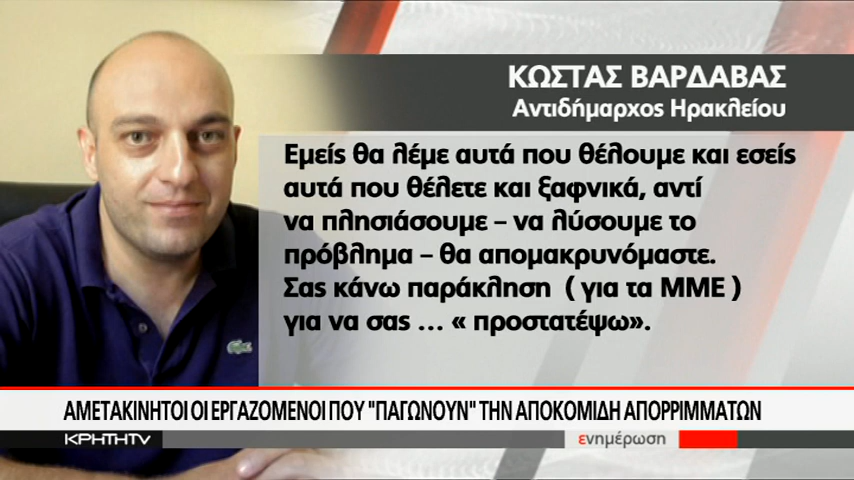 ΚΩΣΤΑΣ ΒΑΡΔΑΒΑΣ
Αντιδήμαρχος Ηρακλείου
Εμείς θα λέμε αυτά που θέλουμε και εσείς
αυτά που θέλετε και ξαφνικά, αντί
να πλησιάσουμε – να λύσουμε το
πρόβλημα – θα απομακρυνόμαστε.
Σας κάνω παράκληση ( για τα ΜΜΕ )
για να σας ... « προστατέψω».
ΑΜΕΤΑΚΙΝΗΤΟΙ ΟΙ ΕΡΓΑΖΟΜΕΝΟΙ ΠΟΥ "ΠΑΓΩΝΟΥΝ" ΤΗΝ ΑΠΟΚΟΜΙΔΗ ΑΠΟΡΡΙΜΜΑΤΩΝ
ΚΡΗΤΗTV
ενημέρωση